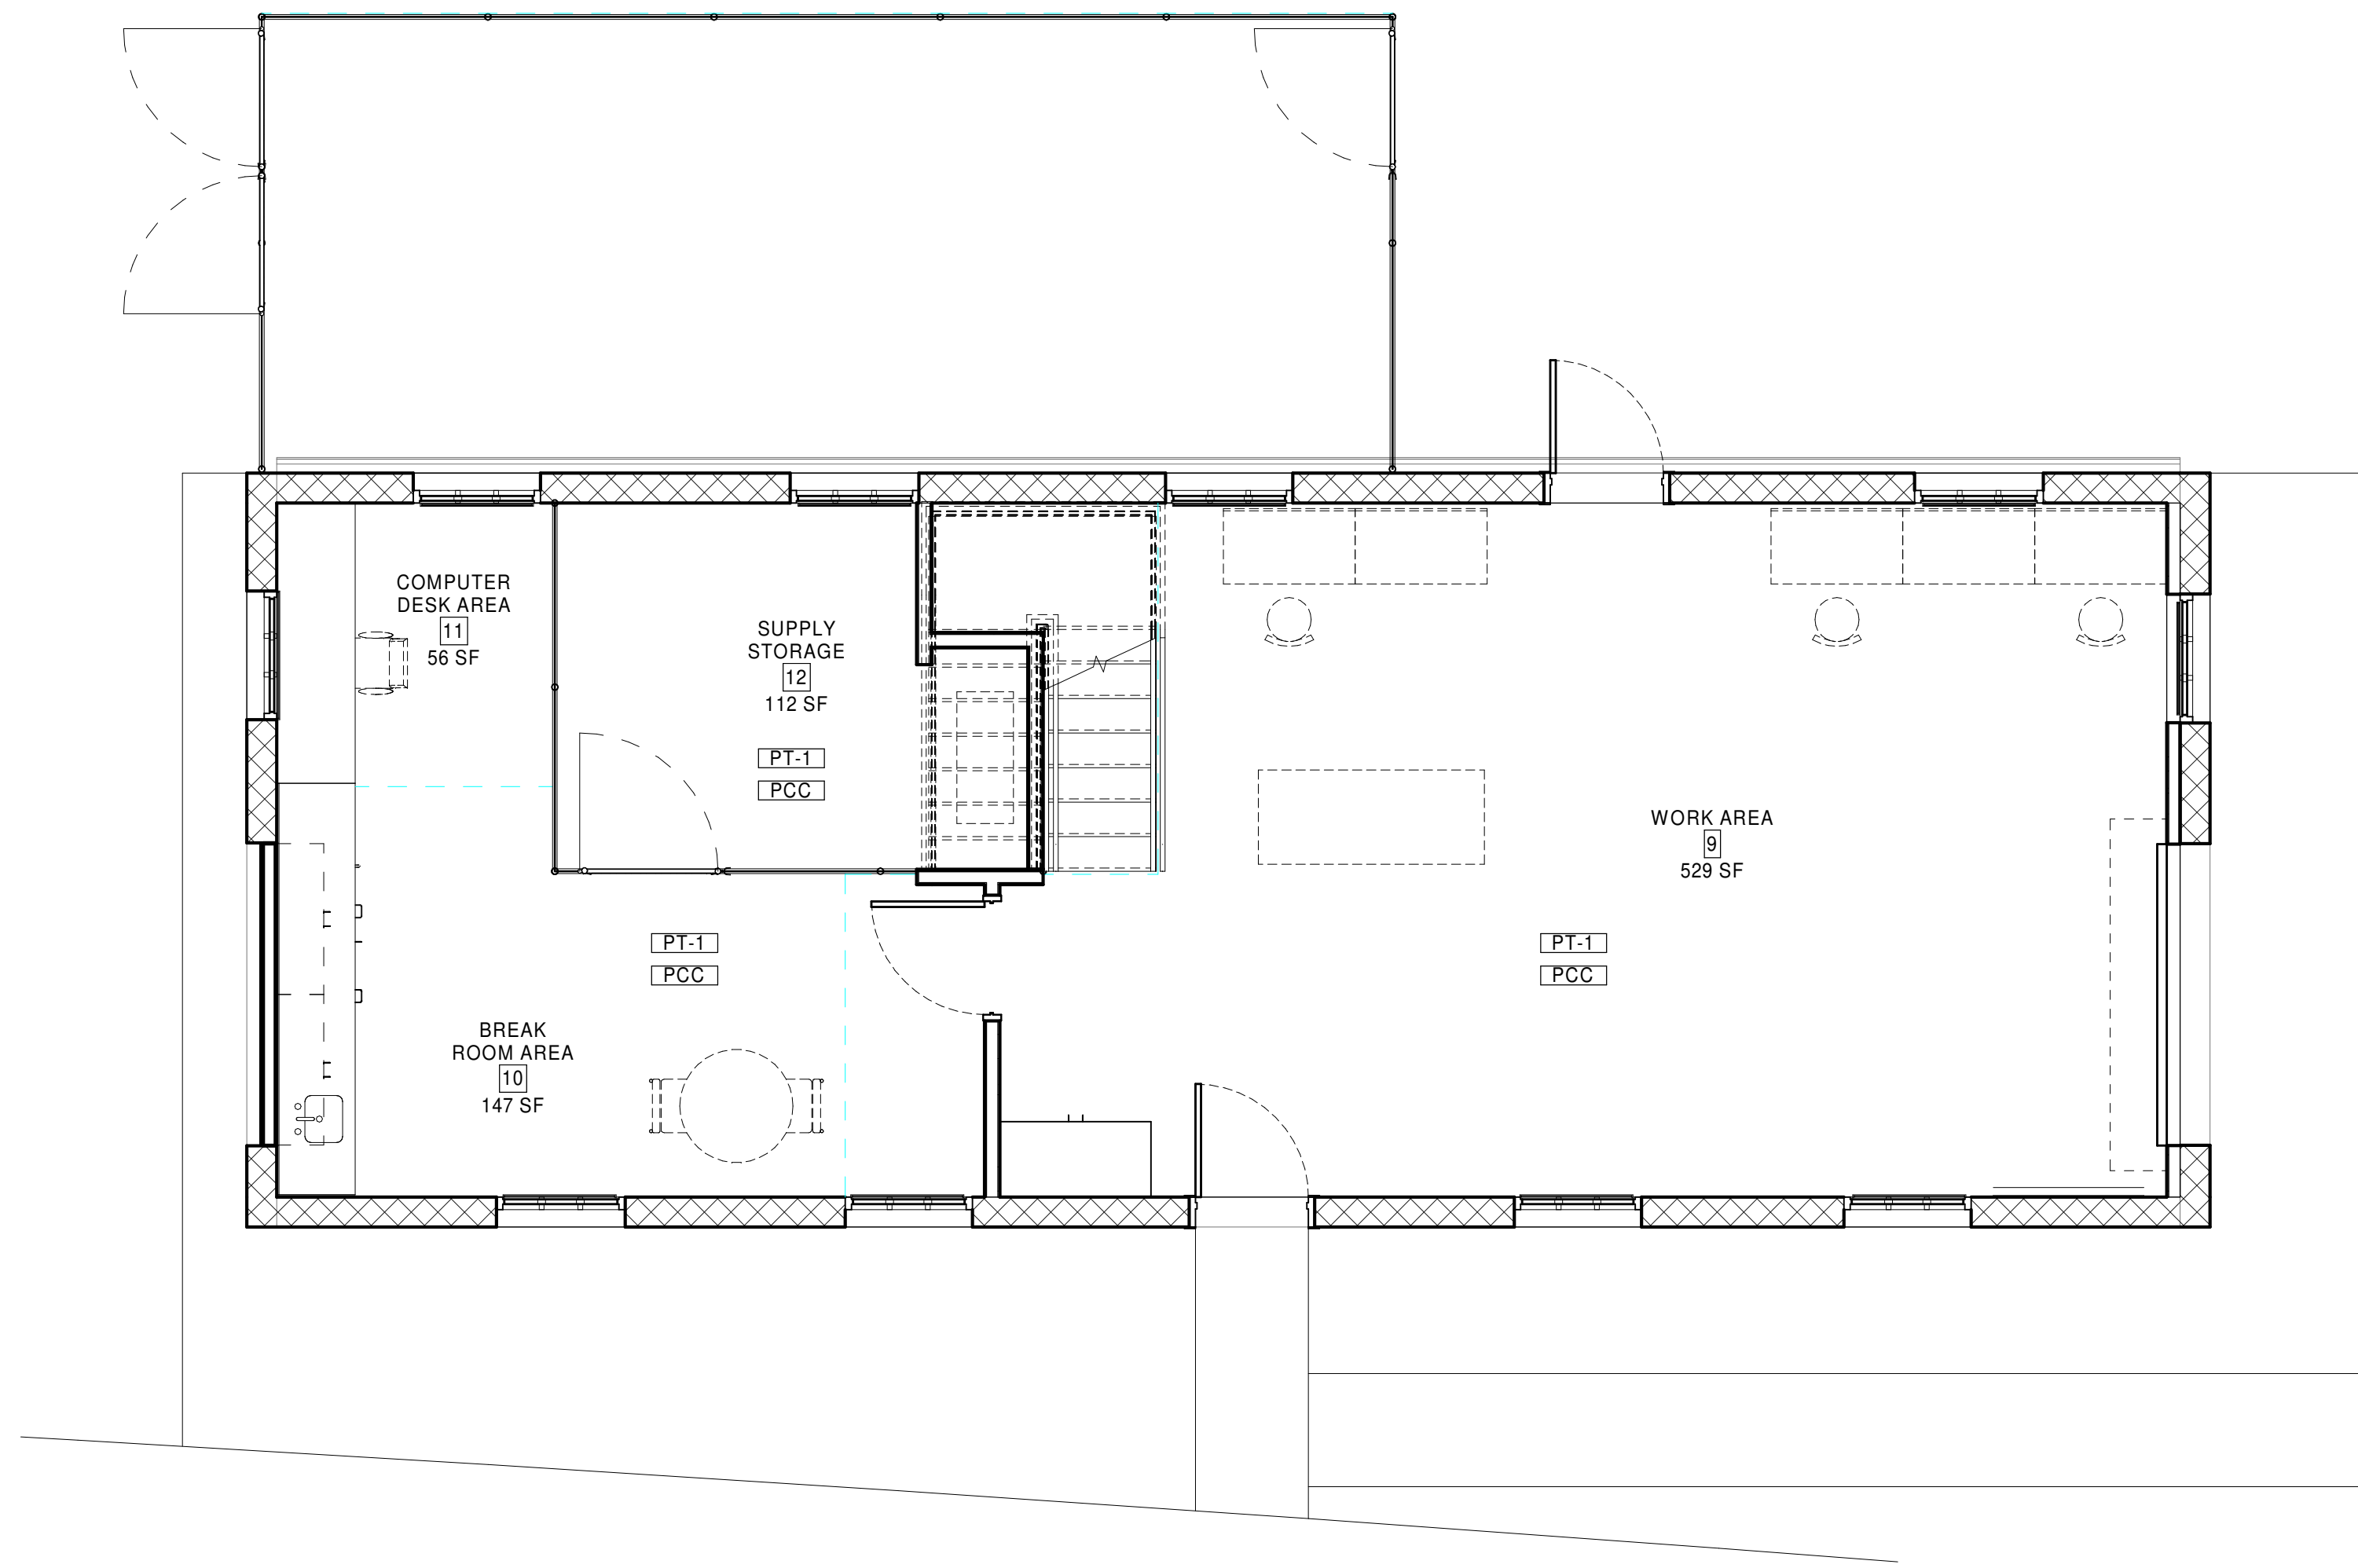 COMPUTER
DESK AREA
11
56 SF
SUPPLY
STORAGE
12
112 SF
PT-1
PCC
WORK AREA
9
529 SF
PT-1
PCC
PT-1
PCC
BREAK
ROOM AREA
10
147 SF